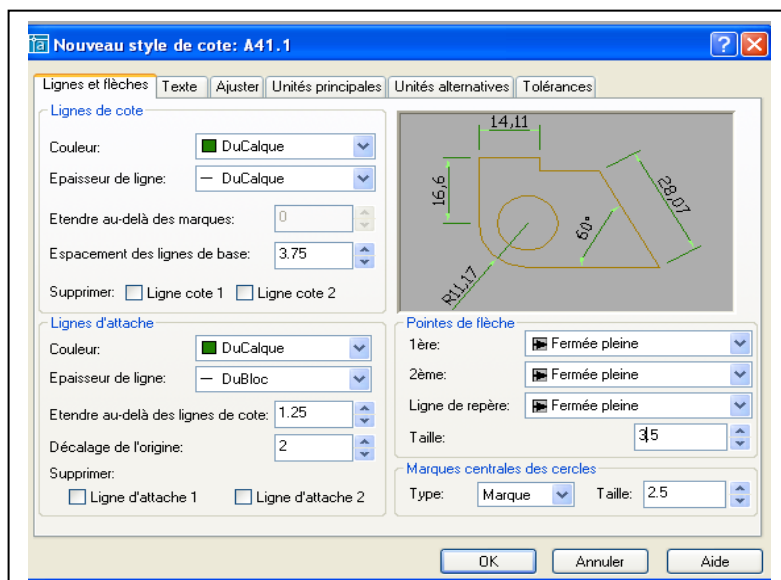 Nouveau style de cote: A41.1
Lignes et flèches Texte Ajuster Unités principales Unités alternatives Tolérances
Lignes de cote
Couleur: DuCalque
Epaisseur de ligne: DuCalque
Etendre au-delà des marques: 0
Espacement des lignes de base: 3.75
Supprimer: Ligne cote 1 Ligne cote 2
14,11
16,6
28,07
60°
R11,17
Lignes d'attache
Couleur: DuCalque
Epaisseur de ligne: DuBloc
Etendre au-delà des lignes de cote: 1.25
Décalage de l'origine: 2
Supprimer:
Ligne d'attache 1 Ligne d'attache 2
Pointes de flèche
1ère: Fermée pleine
2ème: Fermée pleine
Ligne de repère: Fermée pleine
Taille: 3.5
Marques centrales des cercles
Type: Marque Taille: 2.5
OK Annuler Aide